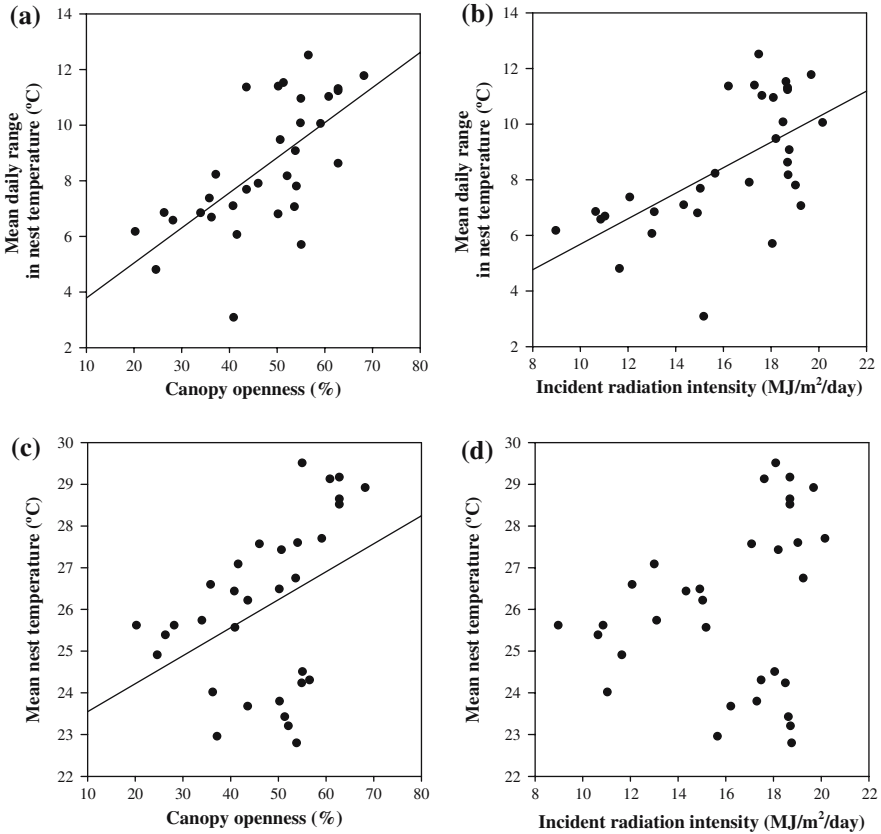 (a)
14
12
10
8
6
4
2
Mean daily range
in nest temperature (ºC)
10 20 30 40 50 60 70 80
Canopy openness (%)
(b)
14
12
10
8
6
4
2
Mean daily range
in nest temperature (ºC)
8 10 12 14 16 18 20 22
Incident radiation intensity (MJ/m²/day)
(c)
30
29
28
27
26
25
24
23
22
Mean nest temperature (ºC)
10 20 30 40 50 60 70 80
Canopy openness (%)
(d)
30
29
28
27
26
25
24
23
22
Mean nest temperature (ºC)
8 10 12 14 16 18 20 22
Incident radiation intensity (MJ/m²/day)